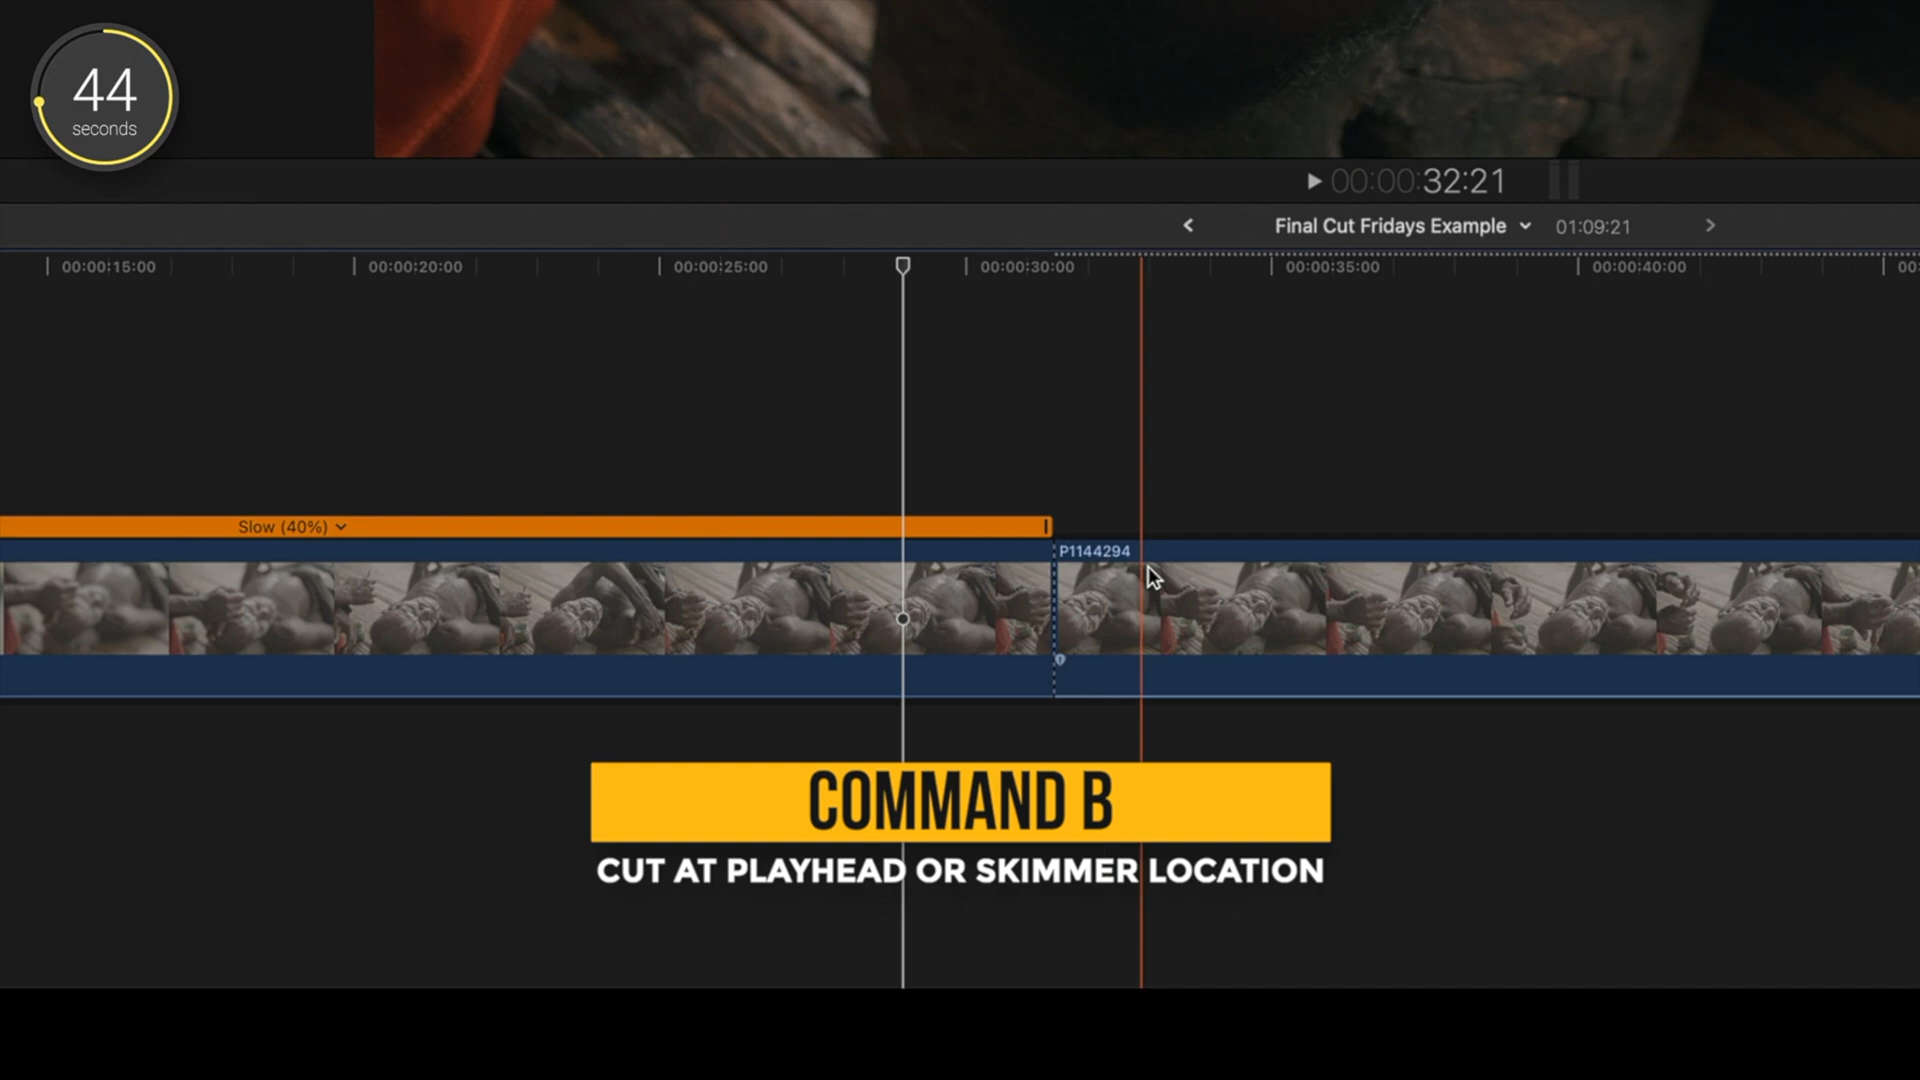 44
seconds
00:00:32:21
Final Cut Fridays Example 01:09:21
00:00:15:00 00:00:20:00 00:00:25:00 00:00:30:00 00:00:35:00 00:00:40:00 00:
Slow (40%)
P1144294
COMMAND B
CUT AT PLAYHEAD OR SKIMMER LOCATION